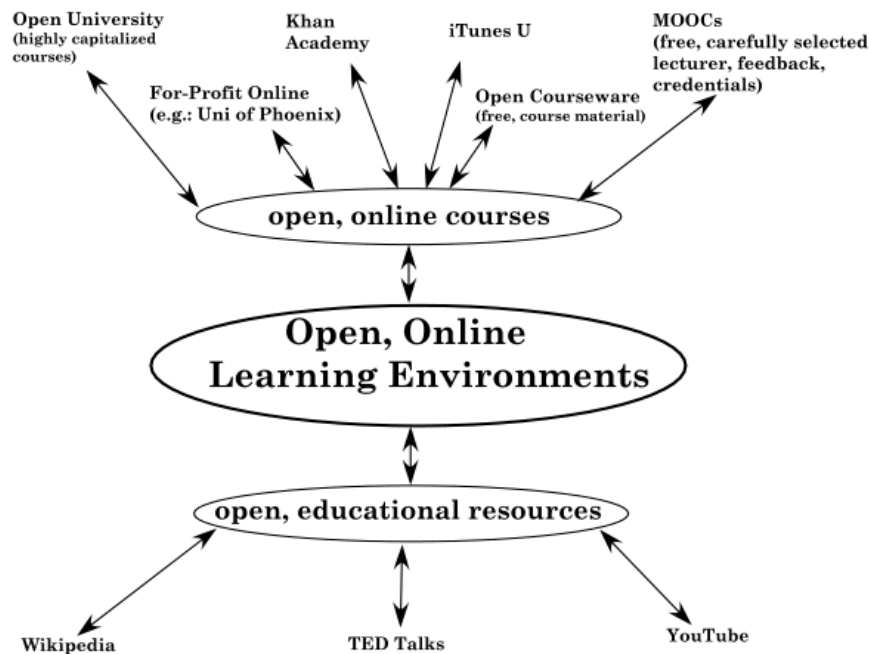 Open University
(highly capitalized
courses)
Khan
Academy
iTunes U
MOOCs
(free, carefully selected
lecturer, feedback,
credentials)
For-Profit Online
(e.g.: Uni of Phoenix)
Open Courseware
(free, course material)
open, online courses
Open, Online
Learning Environments
open, educational resources
Wikipedia
TED Talks
YouTube